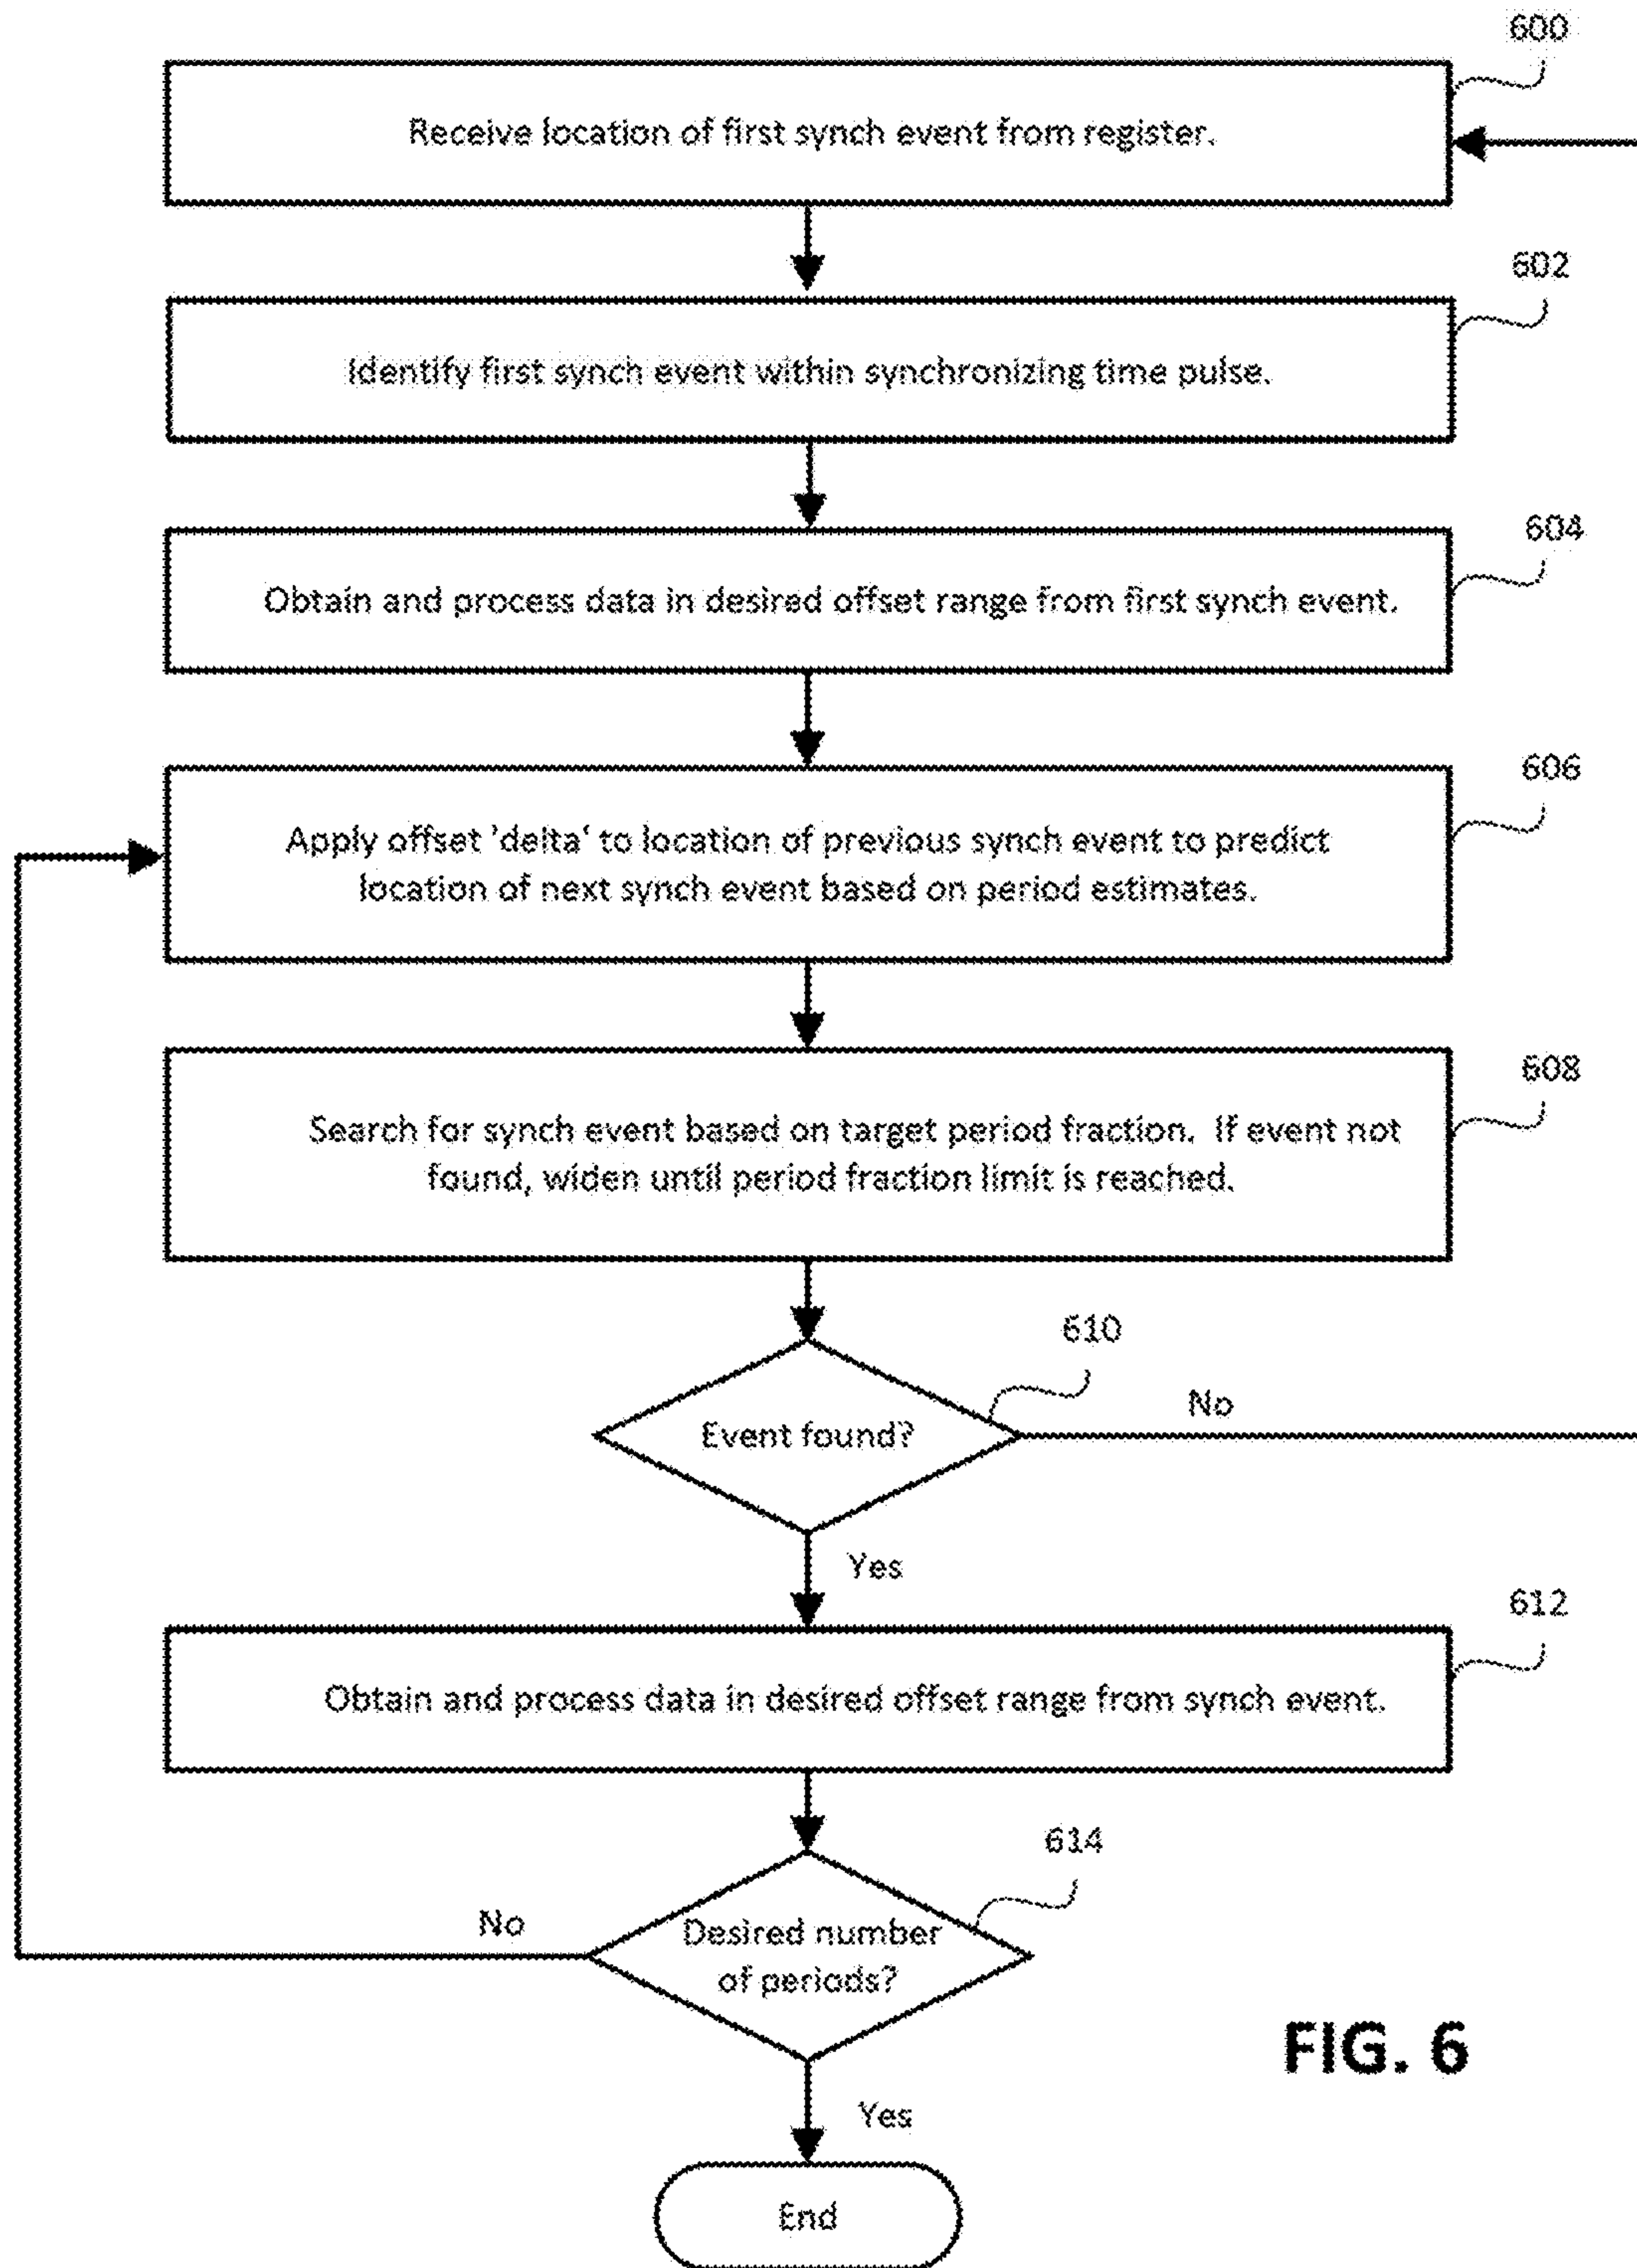 600
Receive location of first synch event from register.
602
Identify first synch event within synchronizing time pulse.
604
Obtain and process data in desired offset range from first synch event.
606
Apply offset 'delta' to location of previous synch event to predict
location of next synch event based on period estimates.
608
Search for synch event based on target period fraction. If event not
found, widen until period fraction limit is reached.
610
Event found?
No
Yes
612
Obtain and process data in desired offset range from synch event.
614
Desired number
of periods?
No
Yes
FIG. 6
End